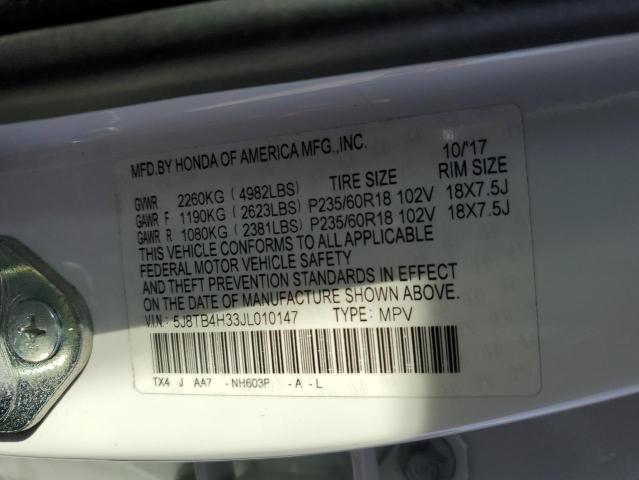 MFD.BY HONDA OF AMERICA MFG.,INC. 10/'17
GVWR 2260KG ( 4982LBS) TIRE SIZE RIM SIZE
GAWR F 1190KG ( 2623LBS) P235/60R18 102V 18X7.5J
GAWR R 1080KG ( 2381LBS) P235/60R18 102V 18X7.5J
THIS VEHICLE CONFORMS TO ALL APPLICABLE
FEDERAL MOTOR VEHICLE SAFETY
AND THEFT PREVENTION STANDARDS IN EFFECT
ON THE DATE OF MANUFACTURE SHOWN ABOVE.
V.I.N.: 5J8TB4H33JL010147 TYPE: MPV
TX4 J AA7 - NH603P - A - L